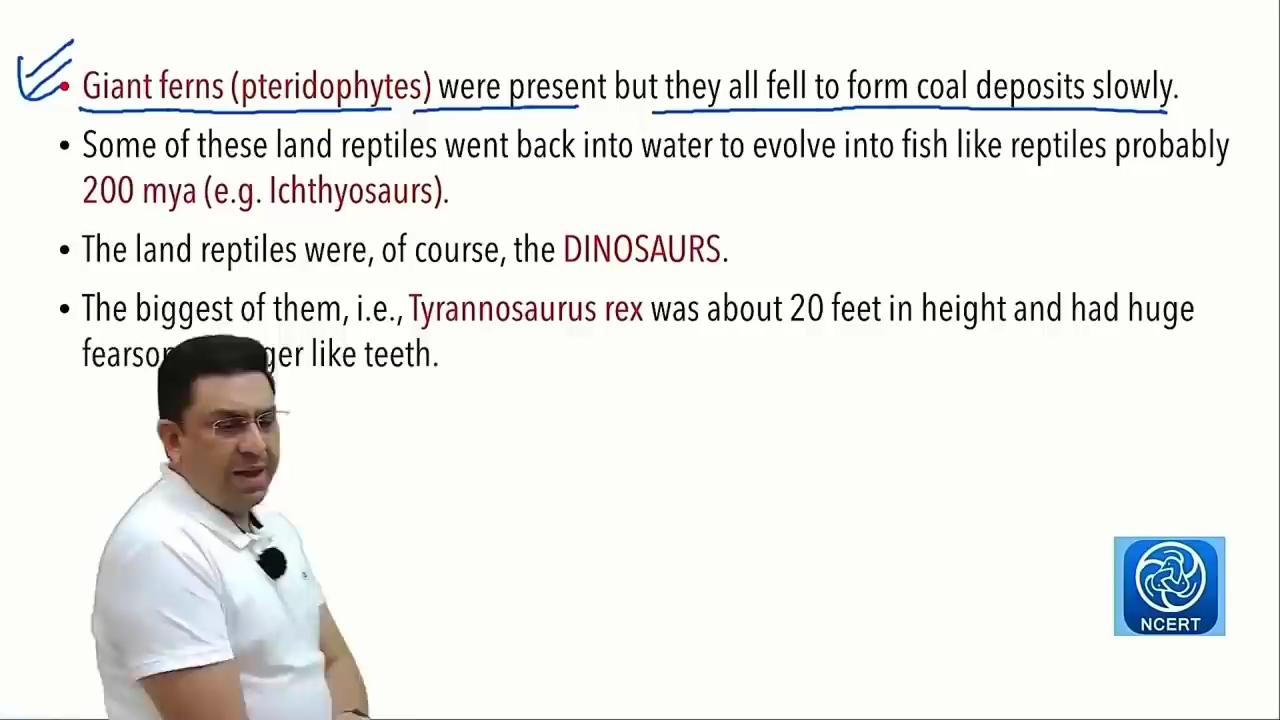 • Giant ferns (pteridophytes) were present but they all fell to form coal deposits slowly.
• Some of these land reptiles went back into water to evolve into fish like reptiles probably
200 mya (e.g. Ichthyosaurs).
• The land reptiles were, of course, the DINOSAURS.
• The biggest of them, i.e., Tyrannosaurus rex was about 20 feet in height and had huge
like teeth.
NCERT